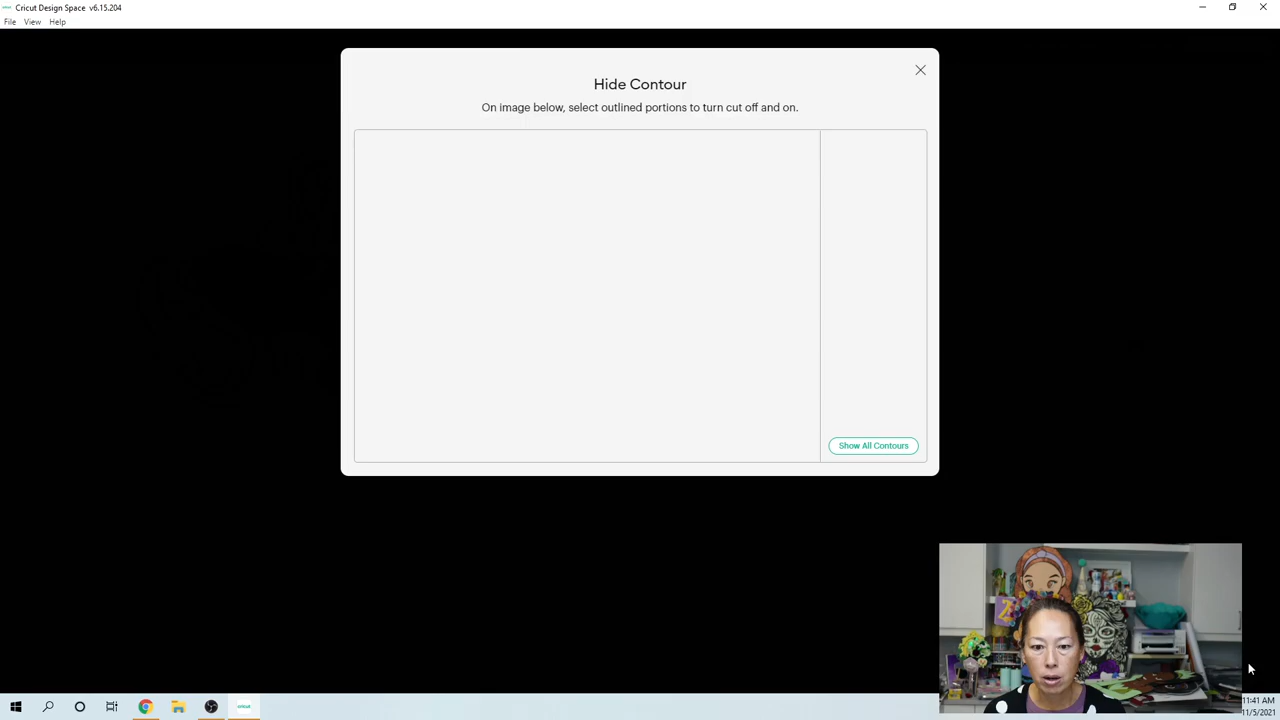 Cricut Design Space v6.15.204
File View Help
Hide Contour
On image below, select outlined portions to turn cut off and on.
Show All Contours
cricut
11:41 AM
11/5/2021